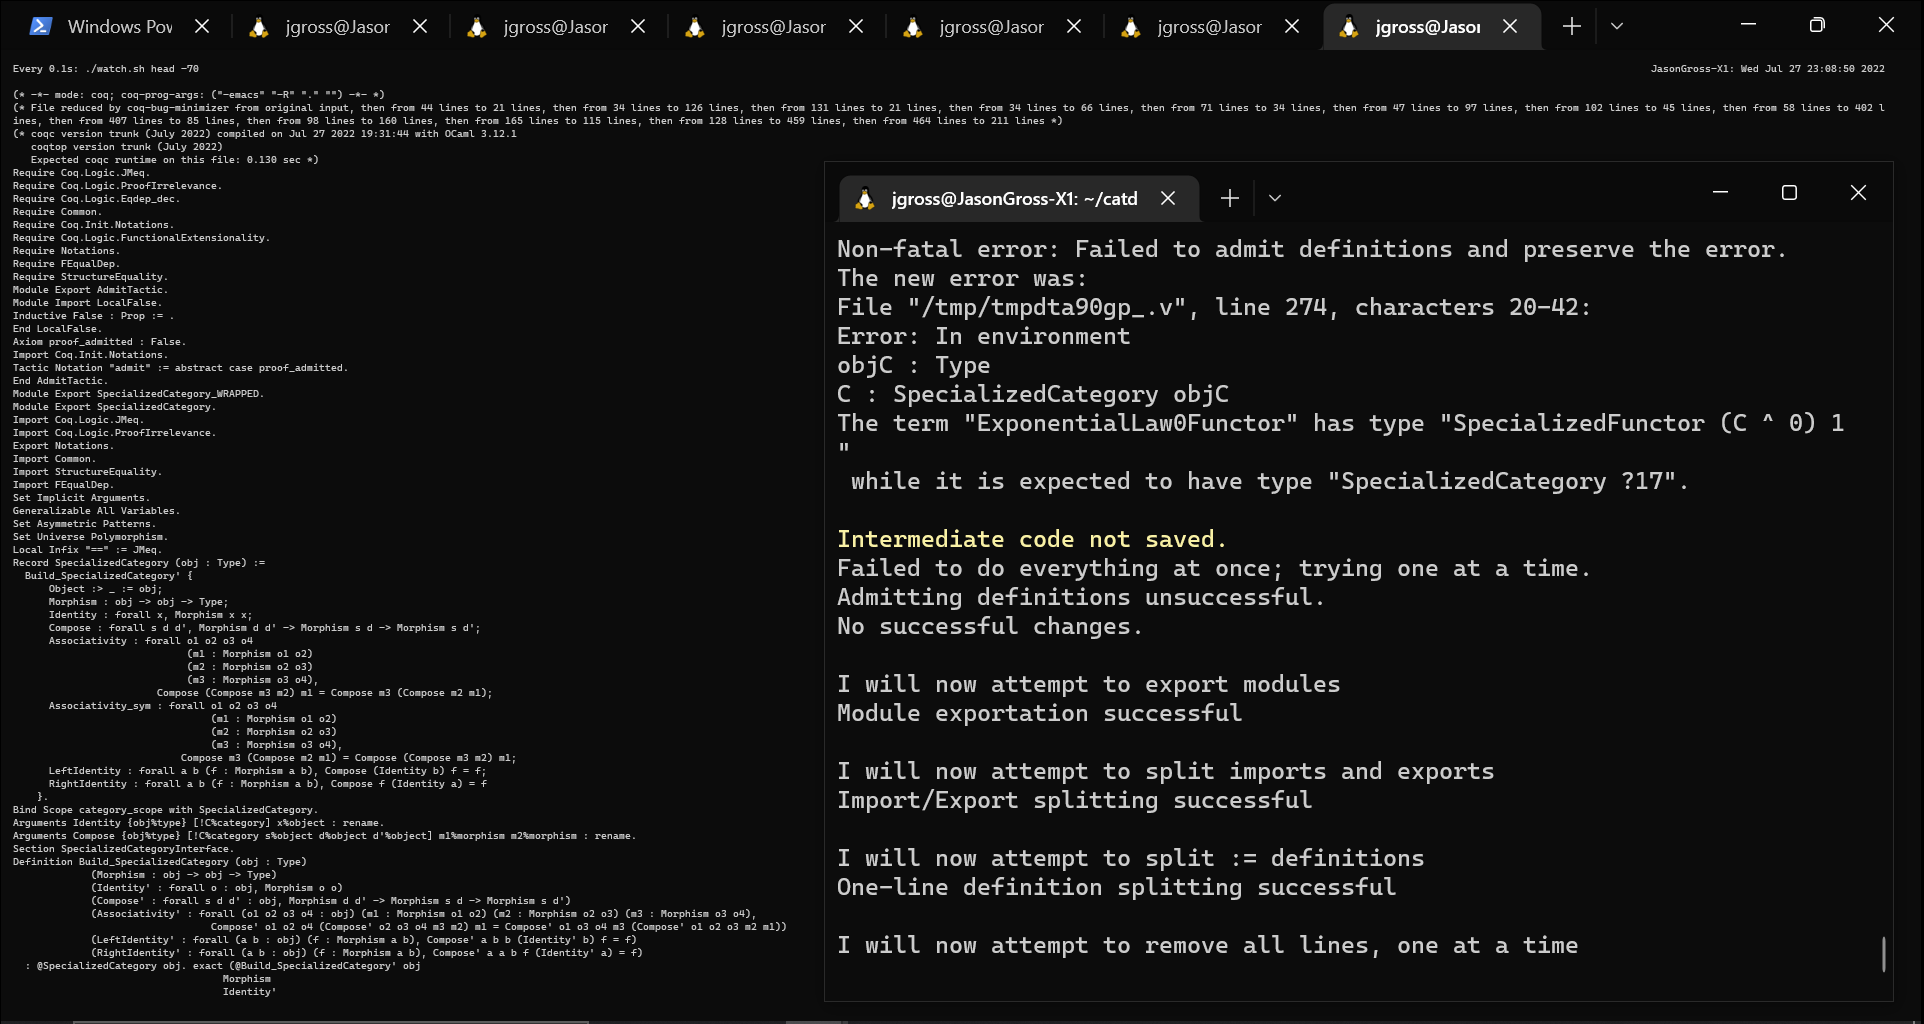 Windows Pov
jgross@Jasor
jgross@Jasor
jgross@Jasor
jgross@Jasor
jgross@Jasor
jgross@Jasor
Every 0.1s: ./watch.sh head -70
JasonGross-X1: Wed Jul 27 23:08:50 2022
(* -*- mode: coq; coq-prog-args: ("-emacs" "-R" "." "") -*- *)
(* File reduced by coq-bug-minimizer from original input, then from 44 lines to 21 lines, then from 34 lines to 126 lines, then from 131 lines to 21 lines, then from 34 lines to 66 lines, then from 71 lines to 34 lines, then from 47 lines to 97 lines, then from 102 lines to 45 lines, then from 58 lines to 402 l
ines, then from 407 lines to 85 lines, then from 98 lines to 160 lines, then from 165 lines to 115 lines, then from 128 lines to 459 lines, then from 464 lines to 211 lines *)
(* coqc version trunk (July 2022) compiled on Jul 27 2022 19:31:44 with OCaml 3.12.1
   coqtop version trunk (July 2022)
   Expected coqc runtime on this file: 0.130 sec *)
Require Coq.Logic.JMeq.
Require Coq.Logic.ProofIrrelevance.
Require Coq.Logic.Eqdep_dec.
Require Common.
Require Coq.Init.Notations.
Require Coq.Logic.FunctionalExtensionality.
Require Notations.
Require FEqualDep.
Require StructureEquality.
Module Export AdmitTactic.
Module Import LocalFalse.
Inductive False : Prop := .
End LocalFalse.
Axiom proof_admitted : False.
Import Coq.Init.Notations.
Tactic Notation "admit" := abstract case proof_admitted.
End AdmitTactic.
Module Export SpecializedCategory_WRAPPED.
Module Export SpecializedCategory.
Import Coq.Logic.JMeq.
Import Coq.Logic.ProofIrrelevance.
Export Notations.
Import Common.
Import StructureEquality.
Import FEqualDep.
Set Implicit Arguments.
Generalizable All Variables.
Set Asymmetric Patterns.
Set Universe Polymorphism.
Local Infix "==" := JMeq.
Record SpecializedCategory (obj : Type) :=
  Build_SpecializedCategory' {
      Object :> _ := obj;
      Morphism : obj -> obj -> Type;
      Identity : forall x, Morphism x x;
      Compose : forall s d d', Morphism d d' -> Morphism s d -> Morphism s d';
      Associativity : forall o1 o2 o3 o4
                             (m1 : Morphism o1 o2)
                             (m2 : Morphism o2 o3)
                             (m3 : Morphism o3 o4),
                        Compose (Compose m3 m2) m1 = Compose m3 (Compose m2 m1);
      Associativity_sym : forall o1 o2 o3 o4
                                 (m1 : Morphism o1 o2)
                                 (m2 : Morphism o2 o3)
                                 (m3 : Morphism o3 o4),
                            Compose m3 (Compose m2 m1) = Compose (Compose m3 m2) m1;
      LeftIdentity : forall a b (f : Morphism a b), Compose (Identity b) f = f;
      RightIdentity : forall a b (f : Morphism a b), Compose f (Identity a) = f
    }.
Bind Scope category_scope with SpecializedCategory.
Arguments Identity {obj%type} [!C%category] x%object : rename.
Arguments Compose {obj%type} [!C%category s%object d%object d'%object] m1%morphism m2%morphism : rename.
Section SpecializedCategoryInterface.
Definition Build_SpecializedCategory (obj : Type)
             (Morphism : obj -> obj -> Type)
             (Identity' : forall o : obj, Morphism o o)
             (Compose' : forall s d d' : obj, Morphism d d' -> Morphism s d -> Morphism s d')
             (Associativity' : forall (o1 o2 o3 o4 : obj) (m1 : Morphism o1 o2) (m2 : Morphism o2 o3) (m3 : Morphism o3 o4),
                                 Compose' o1 o2 o4 (Compose' o2 o3 o4 m3 m2) m1 = Compose' o1 o3 o4 m3 (Compose' o1 o2 o3 m2 m1))
             (LeftIdentity' : forall (a b : obj) (f : Morphism a b), Compose' a b b (Identity' b) f = f)
             (RightIdentity' : forall (a b : obj) (f : Morphism a b), Compose' a a b f (Identity' a) = f)
  : @SpecializedCategory obj. exact (@Build_SpecializedCategory' obj
                                   Morphism
                                   Identity'
jgross@JasonGross-X1: ~/catd
Non-fatal error: Failed to admit definitions and preserve the error.
The new error was:
File "/tmp/tmpdta90gp_.v", line 274, characters 20-42:
Error: In environment
objC : Type
C : SpecializedCategory objC
The term "ExponentialLaw0Functor" has type "SpecializedFunctor (C ^ 0) 1
"
 while it is expected to have type "SpecializedCategory ?17".
Intermediate code not saved.
Failed to do everything at once; trying one at a time.
Admitting definitions unsuccessful.
No successful changes.
I will now attempt to export modules
Module exportation successful
I will now attempt to split imports and exports
Import/Export splitting successful
I will now attempt to split := definitions
One-line definition splitting successful
I will now attempt to remove all lines, one at a time